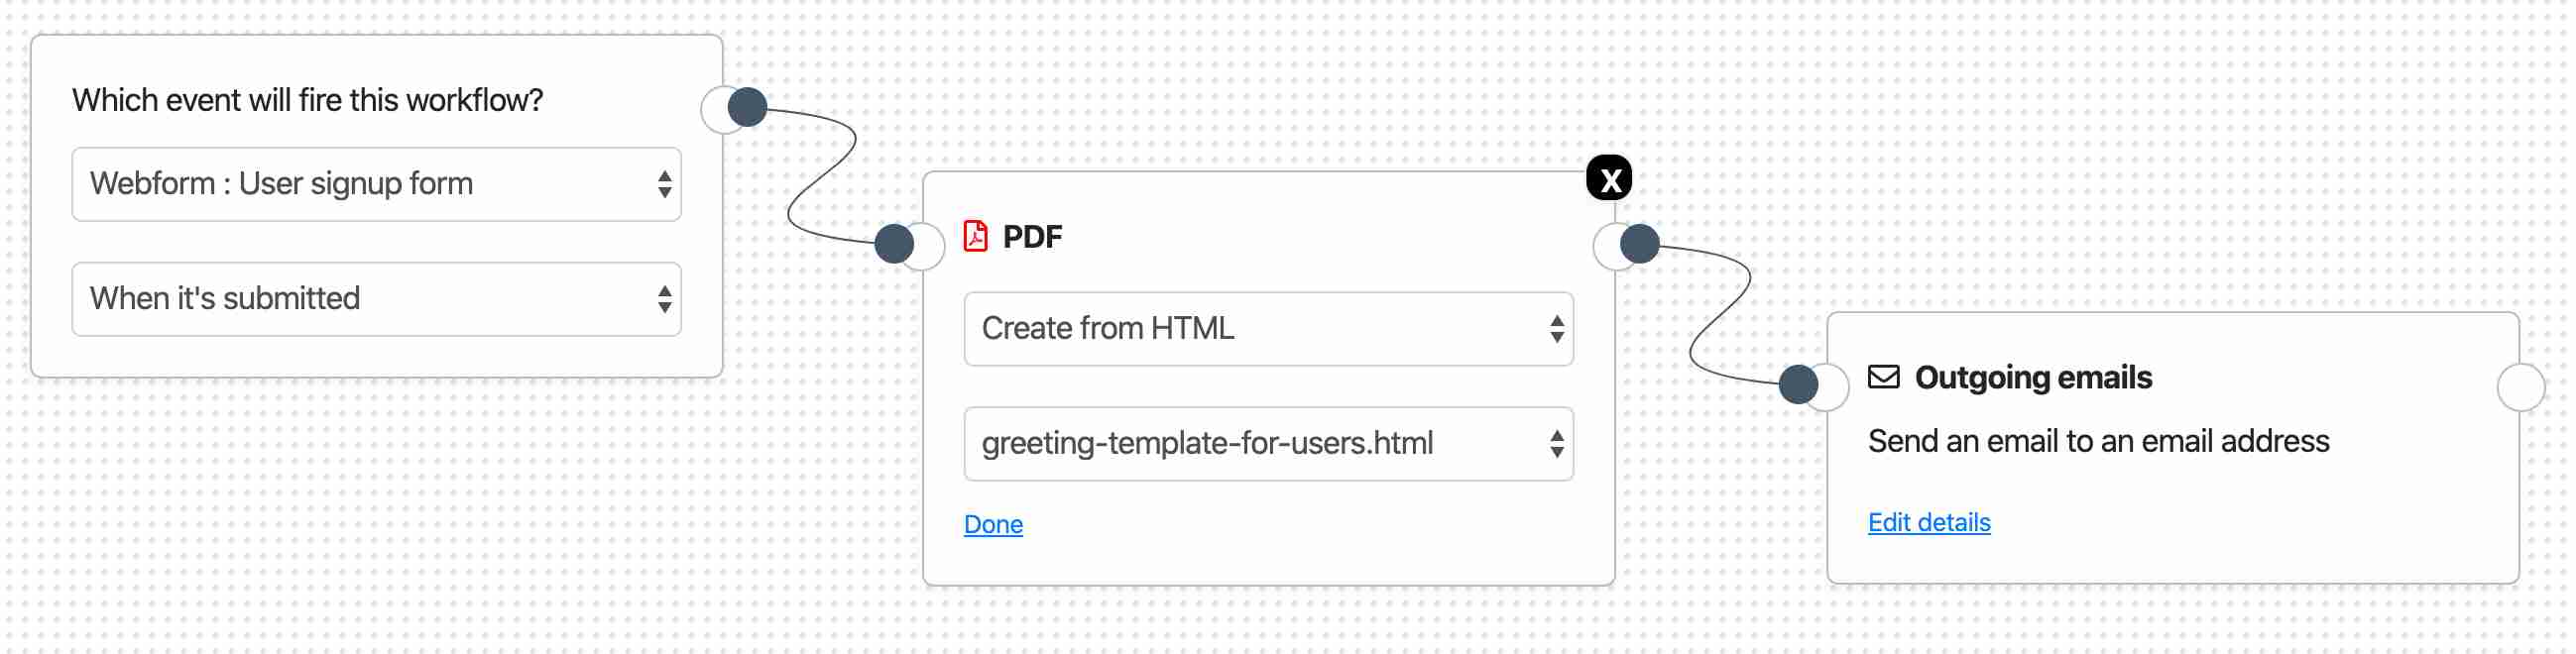 Which event will fire this workflow?
Webform : User signup form
When it's submitted
X
PDF
Create from HTML
greeting-template-for-users.html
Done
Outgoing emails
Send an email to an email address
Edit details